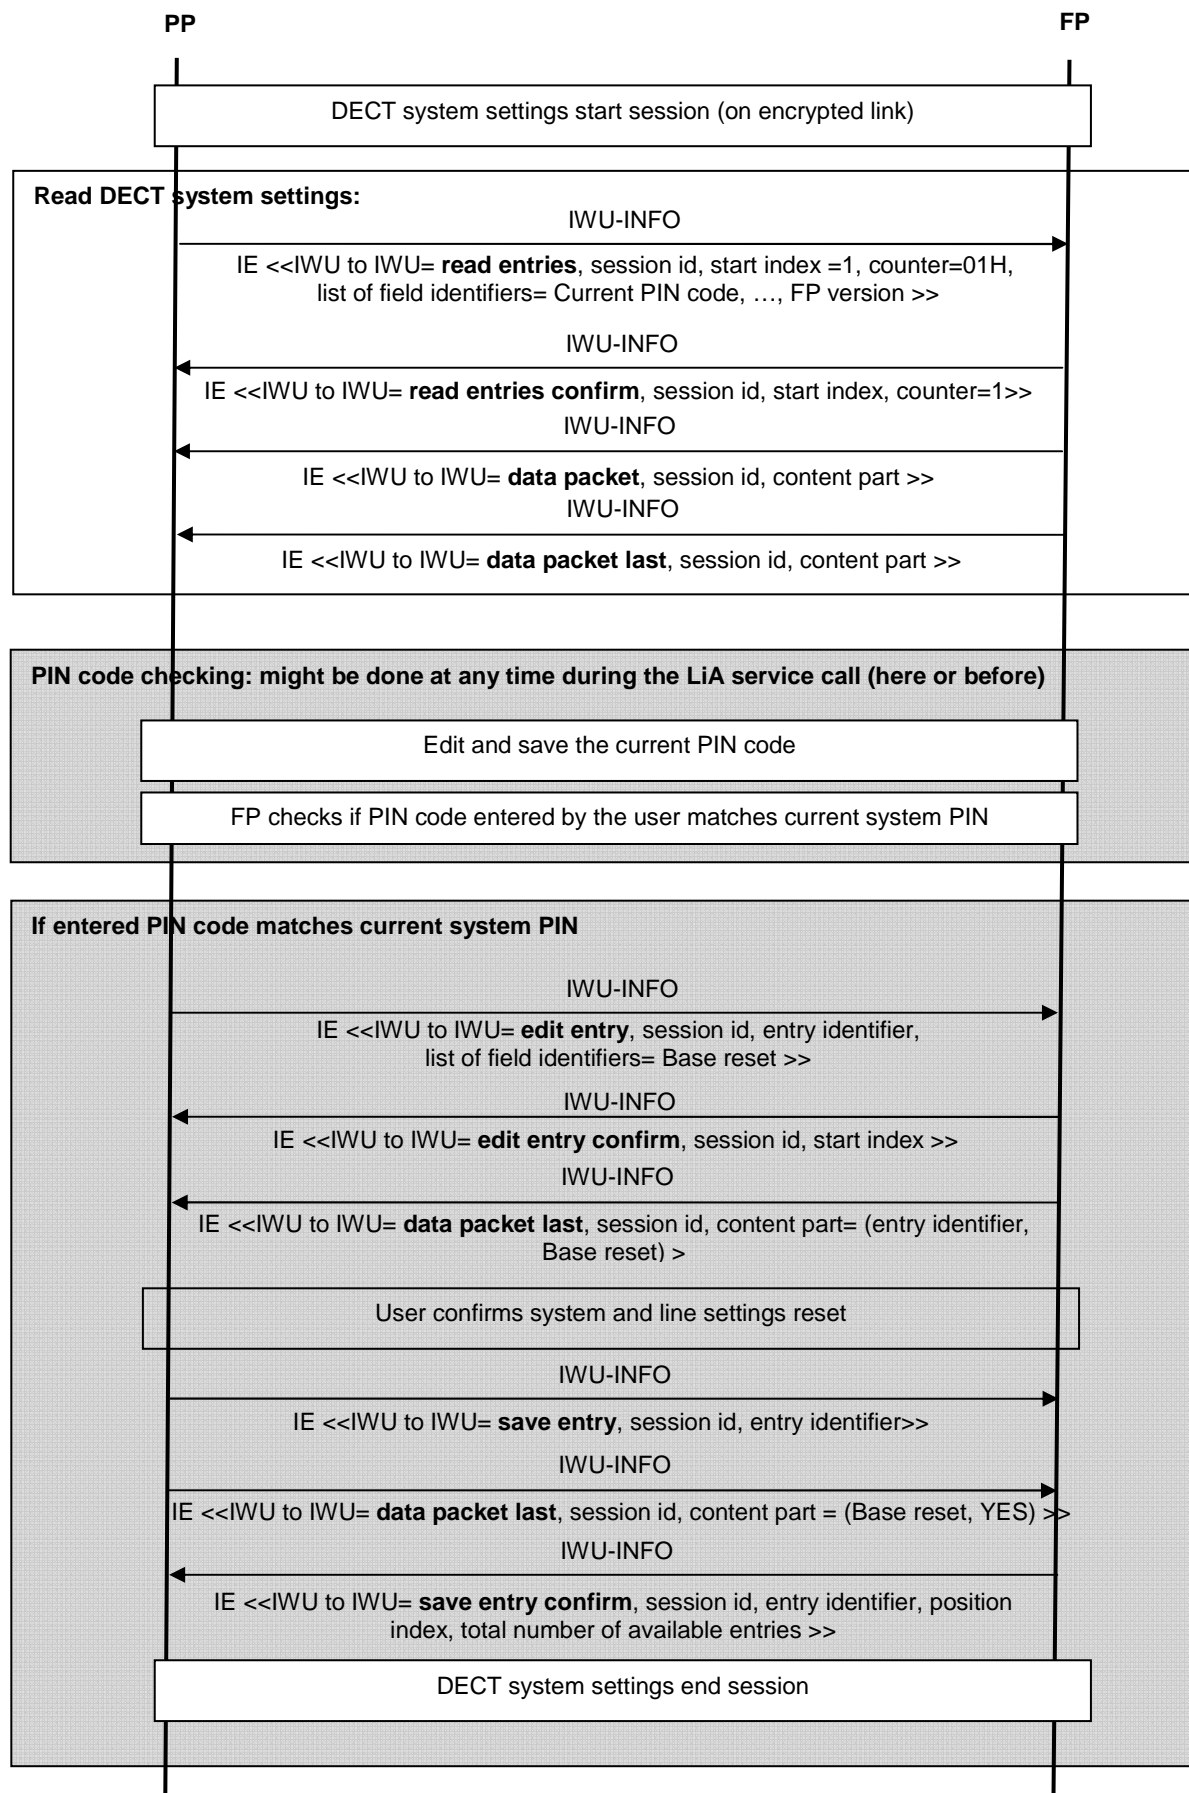 PP
FP
DECT system settings start session (on encrypted link)
Read DECT system settings:
IWU-INFO
IE <<IWU to IWU= read entries, session id, start index =1, counter=01H,
list of field identifiers= Current PIN code, …, FP version >>
IWU-INFO
IE <<IWU to IWU= read entries confirm, session id, start index, counter=1>>
IWU-INFO
IE <<IWU to IWU= data packet, session id, content part >>
IWU-INFO
IE <<IWU to IWU= data packet last, session id, content part >>
PIN code checking: might be done at any time during the LiA service call (here or before)
Edit and save the current PIN code
FP checks if PIN code entered by the user matches current system PIN
If entered PIN code matches current system PIN
IWU-INFO
IE <<IWU to IWU= edit entry, session id, entry identifier,
list of field identifiers= Base reset >>
IWU-INFO
IE <<IWU to IWU= edit entry confirm, session id, start index >>
IWU-INFO
IE <<IWU to IWU= data packet last, session id, content part= (entry identifier,
Base reset) >
User confirms system and line settings reset
IWU-INFO
IE <<IWU to IWU= save entry, session id, entry identifier>>
IWU-INFO
IE <<IWU to IWU= data packet last, session id, content part = (Base reset, YES) >>
IWU-INFO
IE <<IWU to IWU= save entry confirm, session id, entry identifier, position
index, total number of available entries >>
DECT system settings end session